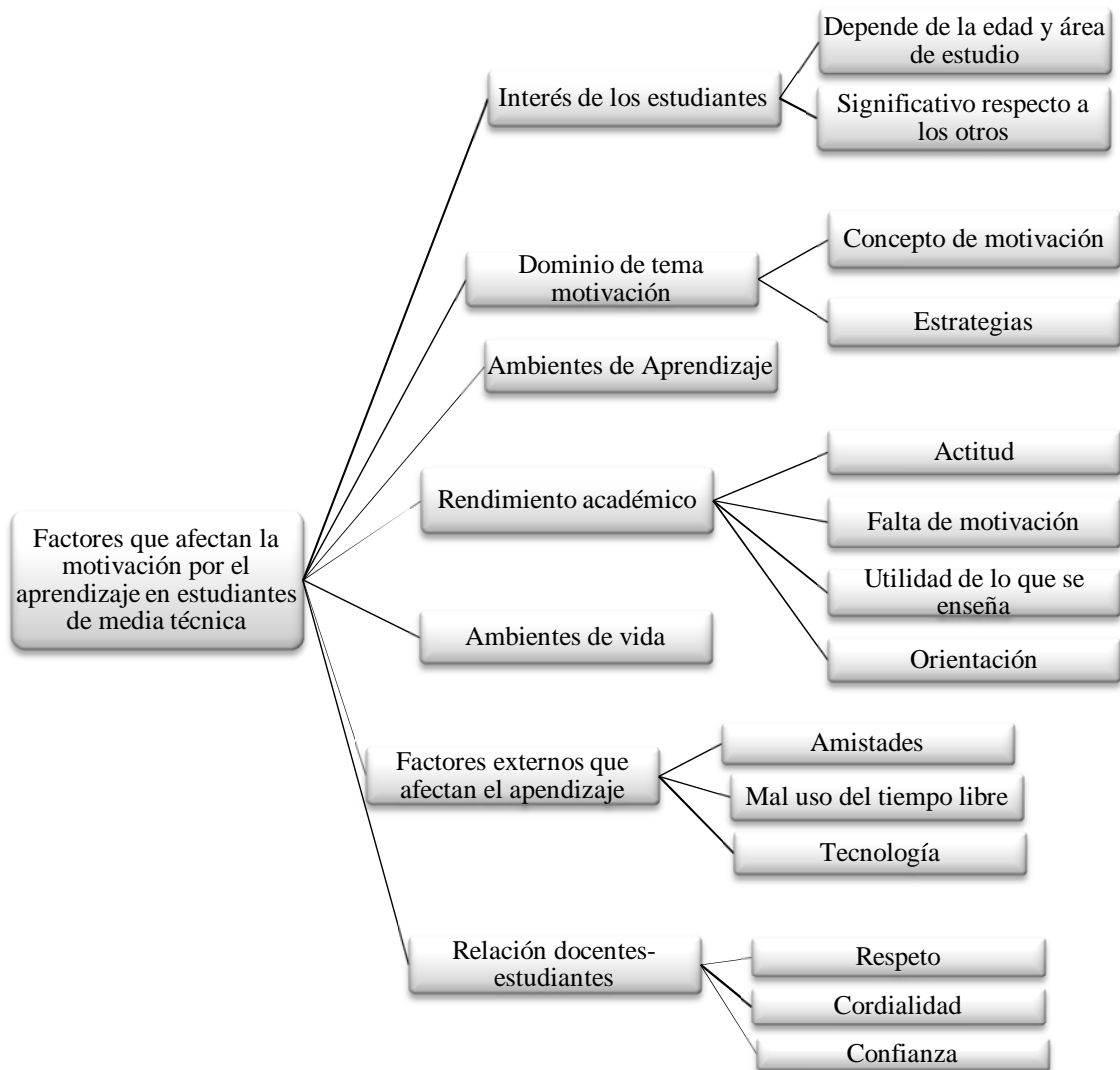 Factores que afectan la
motivación por el
aprendizaje en estudiantes
de media técnica
Interés de los estudiantes
Depende de la edad y área
de estudio
Significativo respecto a
los otros
Dominio de tema
motivación
Concepto de motivación
Estrategias
Ambientes de Aprendizaje
Rendimiento académico
Actitud
Falta de motivación
Utilidad de lo que se
enseña
Orientación
Ambientes de vida
Factores externos que
afectan el apendizaje
Amistades
Mal uso del tiempo libre
Tecnología
Relación docentes-
estudiantes
Respeto
Cordialidad
Confianza